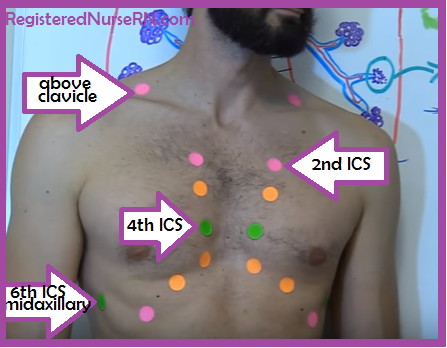 RegisteredNurseRN.com
above
clavicle
2nd ICS
4th ICS
6th ICS
midaxillary